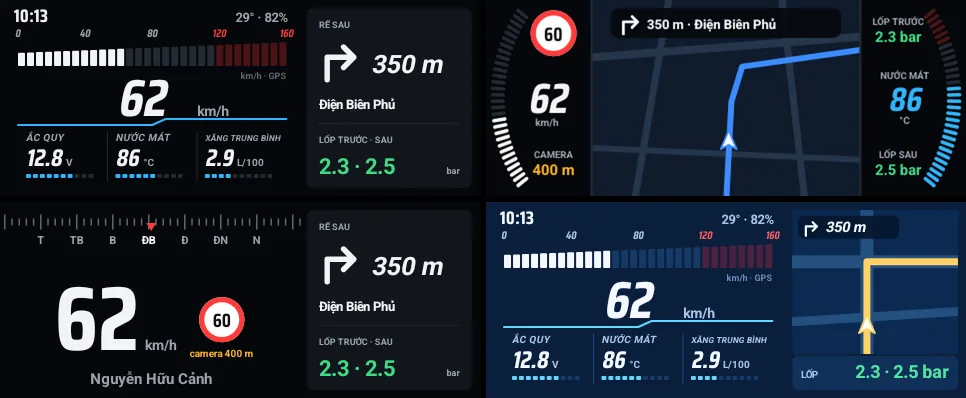 10:13
29° · 82%
0 40 80 120 160
km/h · GPS
62 km/h
ẮC QUY NƯỚC MÁT XĂNG TRUNG BÌNH
12.8 V 86 °C 2.9 L/100
RẼ SAU
350 m
Điện Biên Phủ
LỐP TRƯỚC · SAU
2.3 · 2.5 bar
60
62
km/h
CAMERA
400 m
350 m · Điện Biên Phủ
LỐP TRƯỚC
2.3 bar
NƯỚC MÁT
86
°C
LỐP SAU
2.5 bar
T TB B ĐB Đ ĐN N
62 km/h
60
camera 400 m
Nguyễn Hữu Cảnh
RẼ SAU
350 m
Điện Biên Phủ
LỐP TRƯỚC · SAU
2.3 · 2.5 bar
10:13
29° · 82%
0 40 80 120 160
km/h · GPS
62 km/h
ẮC QUY NƯỚC MÁT XĂNG TRUNG BÌNH
12.8 V 86 °C 2.9 L/100
350 m
LỐP 2.3 · 2.5 bar